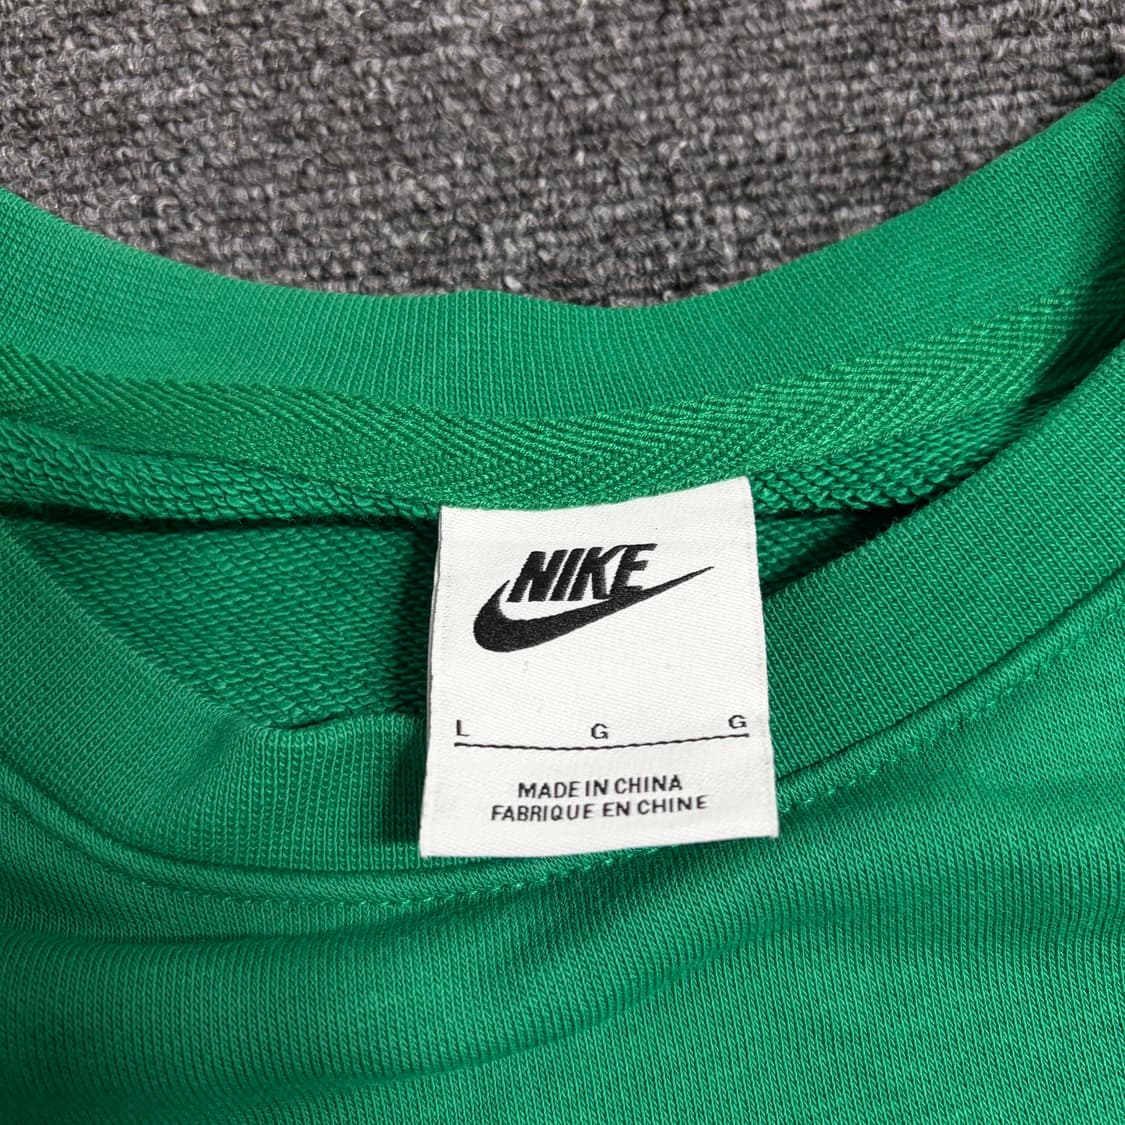 NIKE
L G G
MADE IN CHINA
FABRIQUE EN CHINE